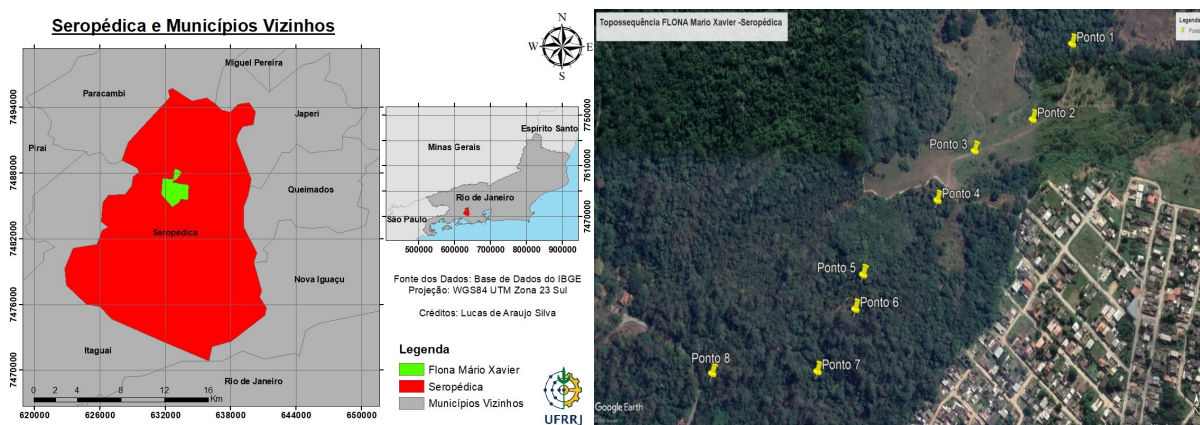 Seropédica e Municípios Vizinhos
N
W E
S
Miguel Pereira
Paracambi
Japeri
Pirai
Queimados
Seropédica
Nova Iguaçu
Itaguai
Rio de Janeiro
7494000
7488000
7482000
7476000
7470000
0 2 4 8 12 16
Km
620000 626000 632000 638000 644000 650000
Espírito Santo
Minas Gerais
Rio de Janeiro
São Paulo
7750000
7610000
7470000
500000 600000 700000 800000 900000
Fonte dos Dados: Base de Dados do IBGE
Projeção: WGS84 UTM Zona 23 Sul
Créditos: Lucas de Araujo Silva
Legenda
Flona Mário Xavier
Seropédica
Municípios Vizinhos
UFRRJ
Topossequência FLONA Mario Xavier -Seropédica
Legenda
Ponto 1
Ponto 2
Ponto 3
Ponto 4
Ponto 5
Ponto 6
Ponto 7
Ponto 8
Google Earth